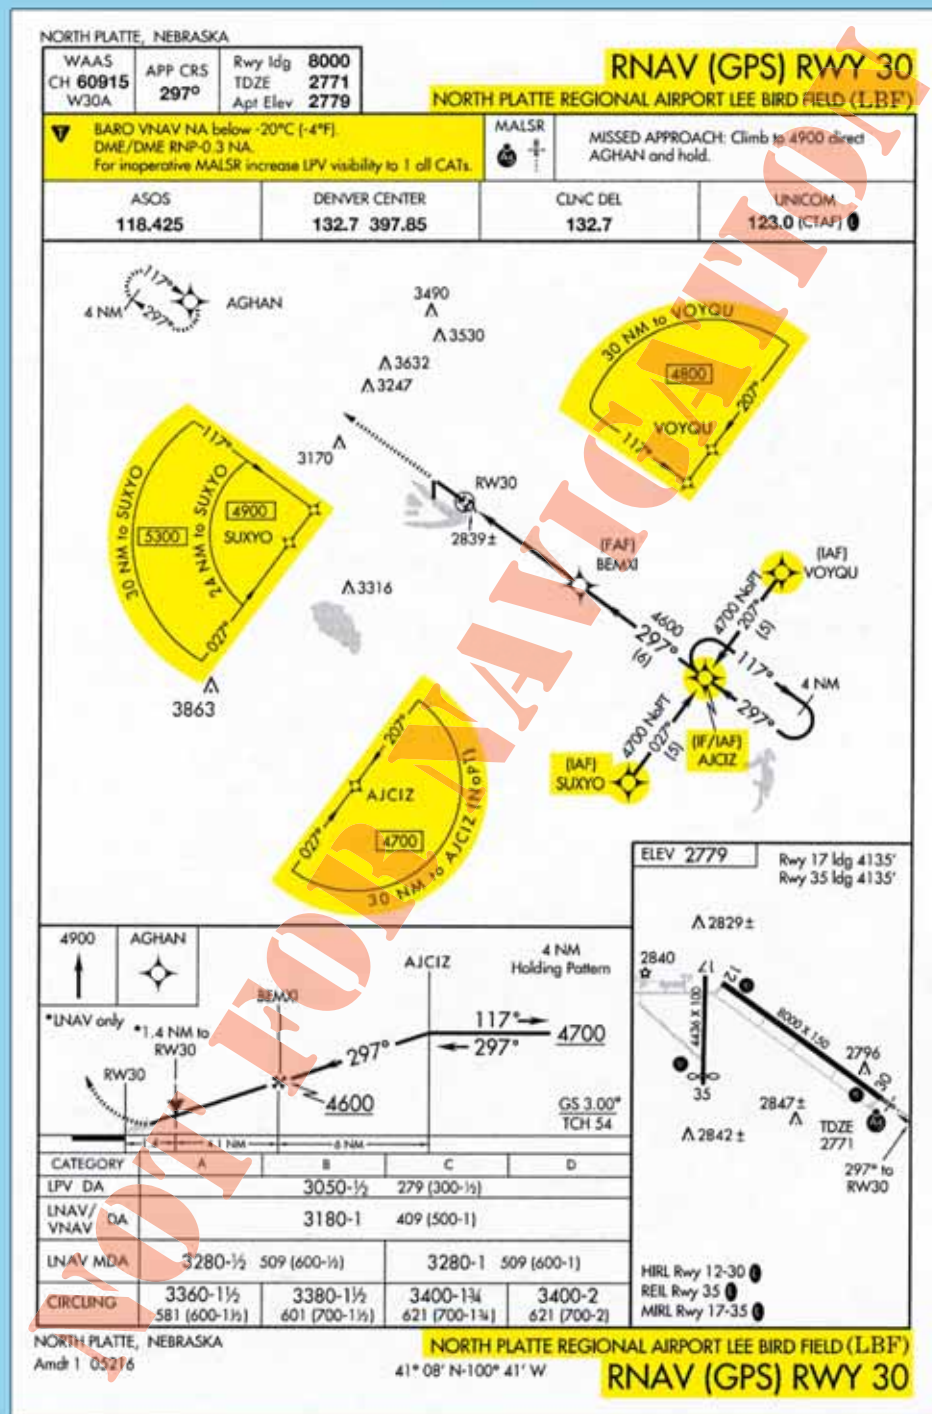 NORTH PLATTE, NEBRASKA
WAAS
CH 60915
W30A
APP CRS
297°
Rwy ldg 8000
TDZE 2771
Apt Elev 2779
RNAV (GPS) RWY 30
NORTH PLATTE REGIONAL AIRPORT LEE BIRD FIELD (LBF)
T
BARO VNAV NA below -20°C (-4°F).
DME/DME RNP-0.3 NA.
For inoperative MALSR increase LPV visibility to 1 all CATs.
MALSR
MISSED APPROACH: Climb to 4900 direct
AGHAN and hold.
ASOS
118.425
DENVER CENTER
132.7 397.85
CLNC DEL
132.7
UNICOM
123.0 (CTAF)
117°
4 NM
297°
AGHAN
3490
3530
3632
3247
3170
30 NM to VOYQU
4800
207°
VOYQU
117°
117°
30 NM to SUXYO
24 NM to SUXYO
5300
4900
SUXYO
027°
RW30
2839±
3316
3863
(FAF)
BEMXI
(IAF)
VOYQU
4700 NoPT
207°
(5)
4600
297°
(6)
117°
4 NM
297°
4700 NoPT
027°
(5)
(IF/IAF)
AJCIZ
(IAF)
SUXYO
207°
AJCIZ
4700
027°
30 NM to AJCIZ (NoPT)
ELEV 2779
Rwy 17 ldg 4135'
Rwy 35 ldg 4135'
2829±
2840
17
12
4436 X 100
8000 X 150
2796
30
35
2847±
2842±
TDZE
2771
297° to
RW30
HIRL Rwy 12-30
REIL Rwy 35
MIRL Rwy 17-35
4900
AGHAN
*LNAV only
*1.4 NM to
RW30
RW30
BEMXI
AJCIZ
4 NM
Holding Pattern
117°
297°
297°
4700
4600
GS 3.00°
TCH 54
1.4
4.1 NM
6 NM
CATEGORY A B C D
LPV DA 3050-½ 279 (300-½)
LNAV/
VNAV DA 3180-1 409 (500-1)
LNAV MDA 3280-½ 509 (600-½) 3280-1 509 (600-1)
CIRCLING 3360-1½ 3380-1½ 3400-1¾ 3400-2
581 (600-1½) 601 (700-1½) 621 (700-1¾) 621 (700-2)
NORTH PLATTE, NEBRASKA
Amdt 1 05216
41° 08' N-100° 41' W
NORTH PLATTE REGIONAL AIRPORT LEE BIRD FIELD (LBF)
RNAV (GPS) RWY 30
NOT FOR NAVIGATION